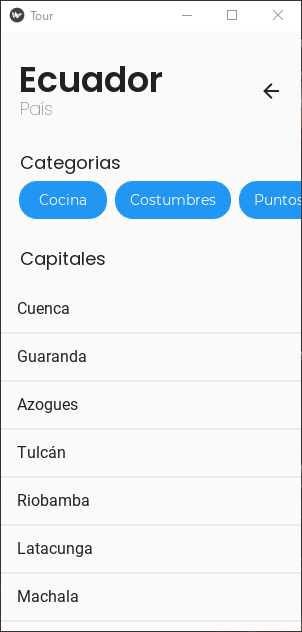 Tour
Ecuador
País
Categorias
Cocina Costumbres Puntos
Capitales
Cuenca
Guaranda
Azogues
Tulcán
Riobamba
Latacunga
Machala